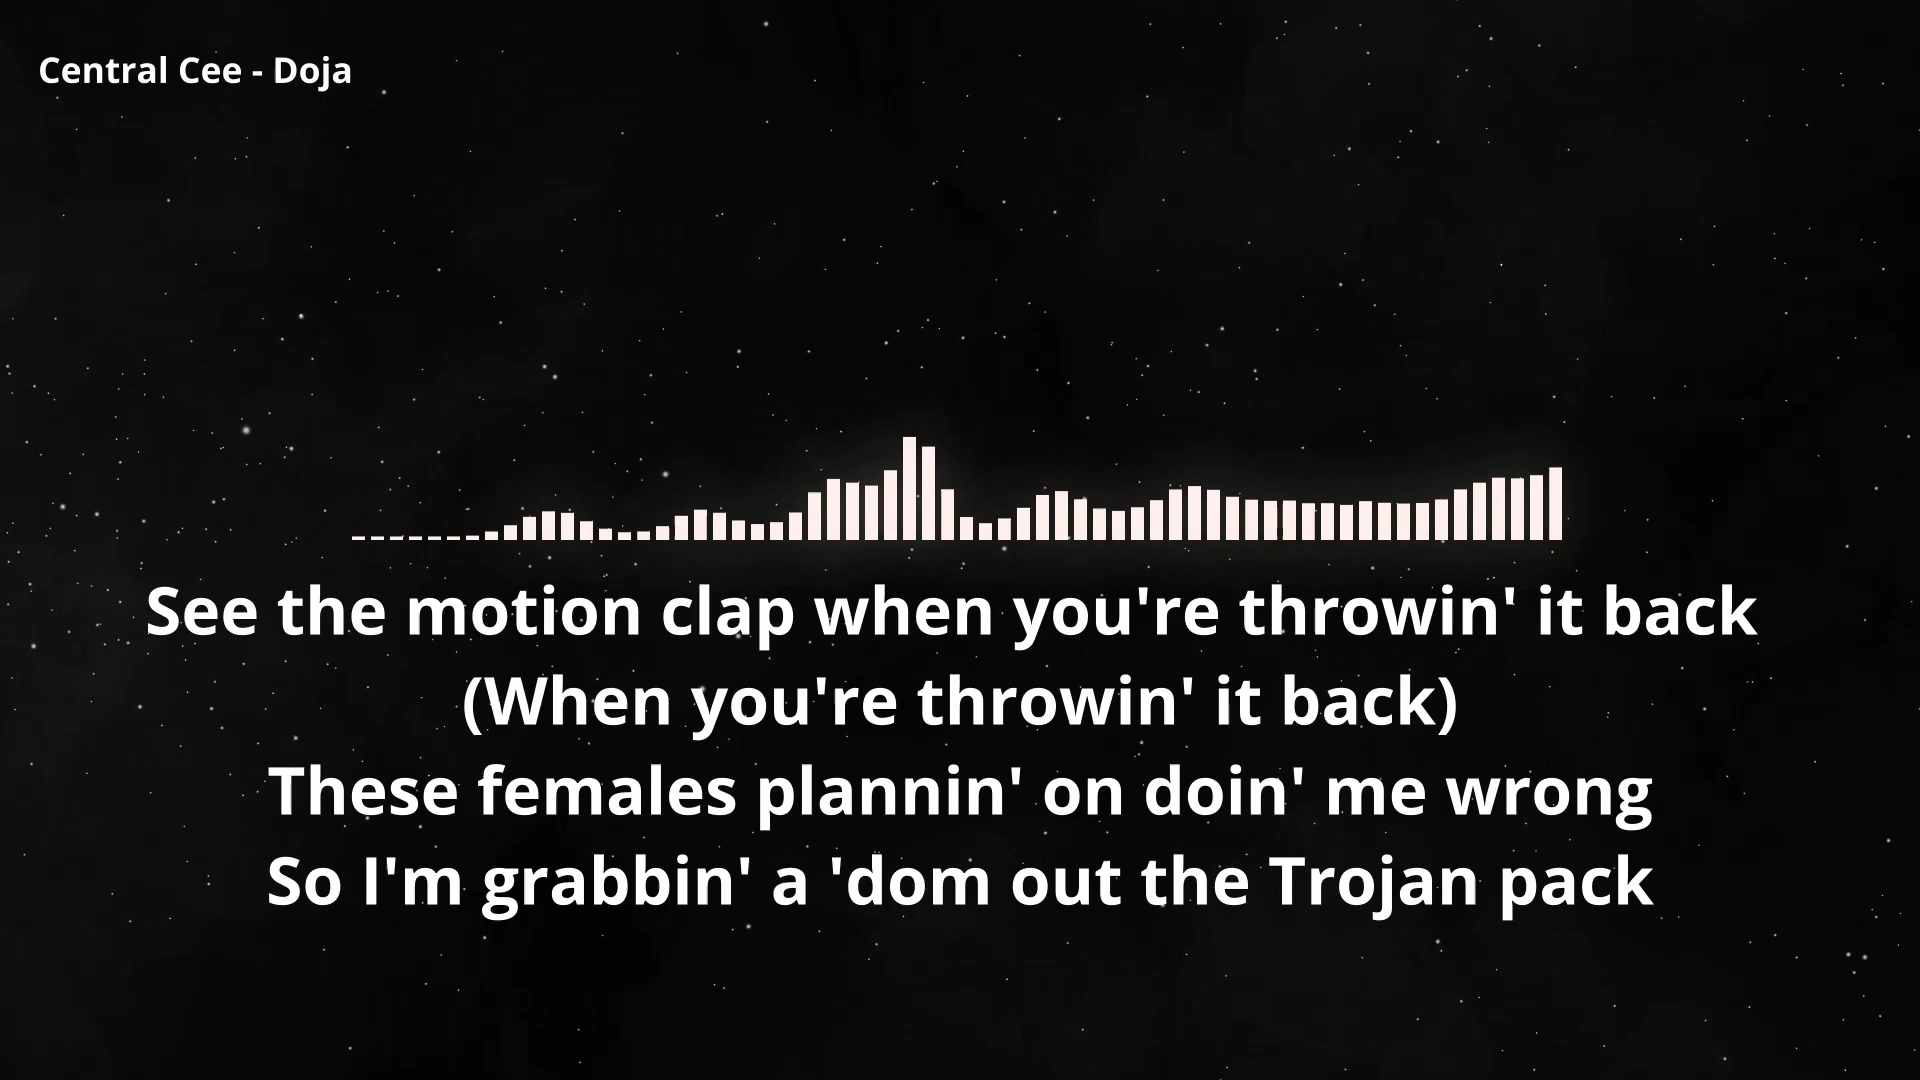 Central Cee - Doja
See the motion clap when you're throwin' it back
(When you're throwin' it back)
These females plannin' on doin' me wrong
So I'm grabbin' a 'dom out the Trojan pack